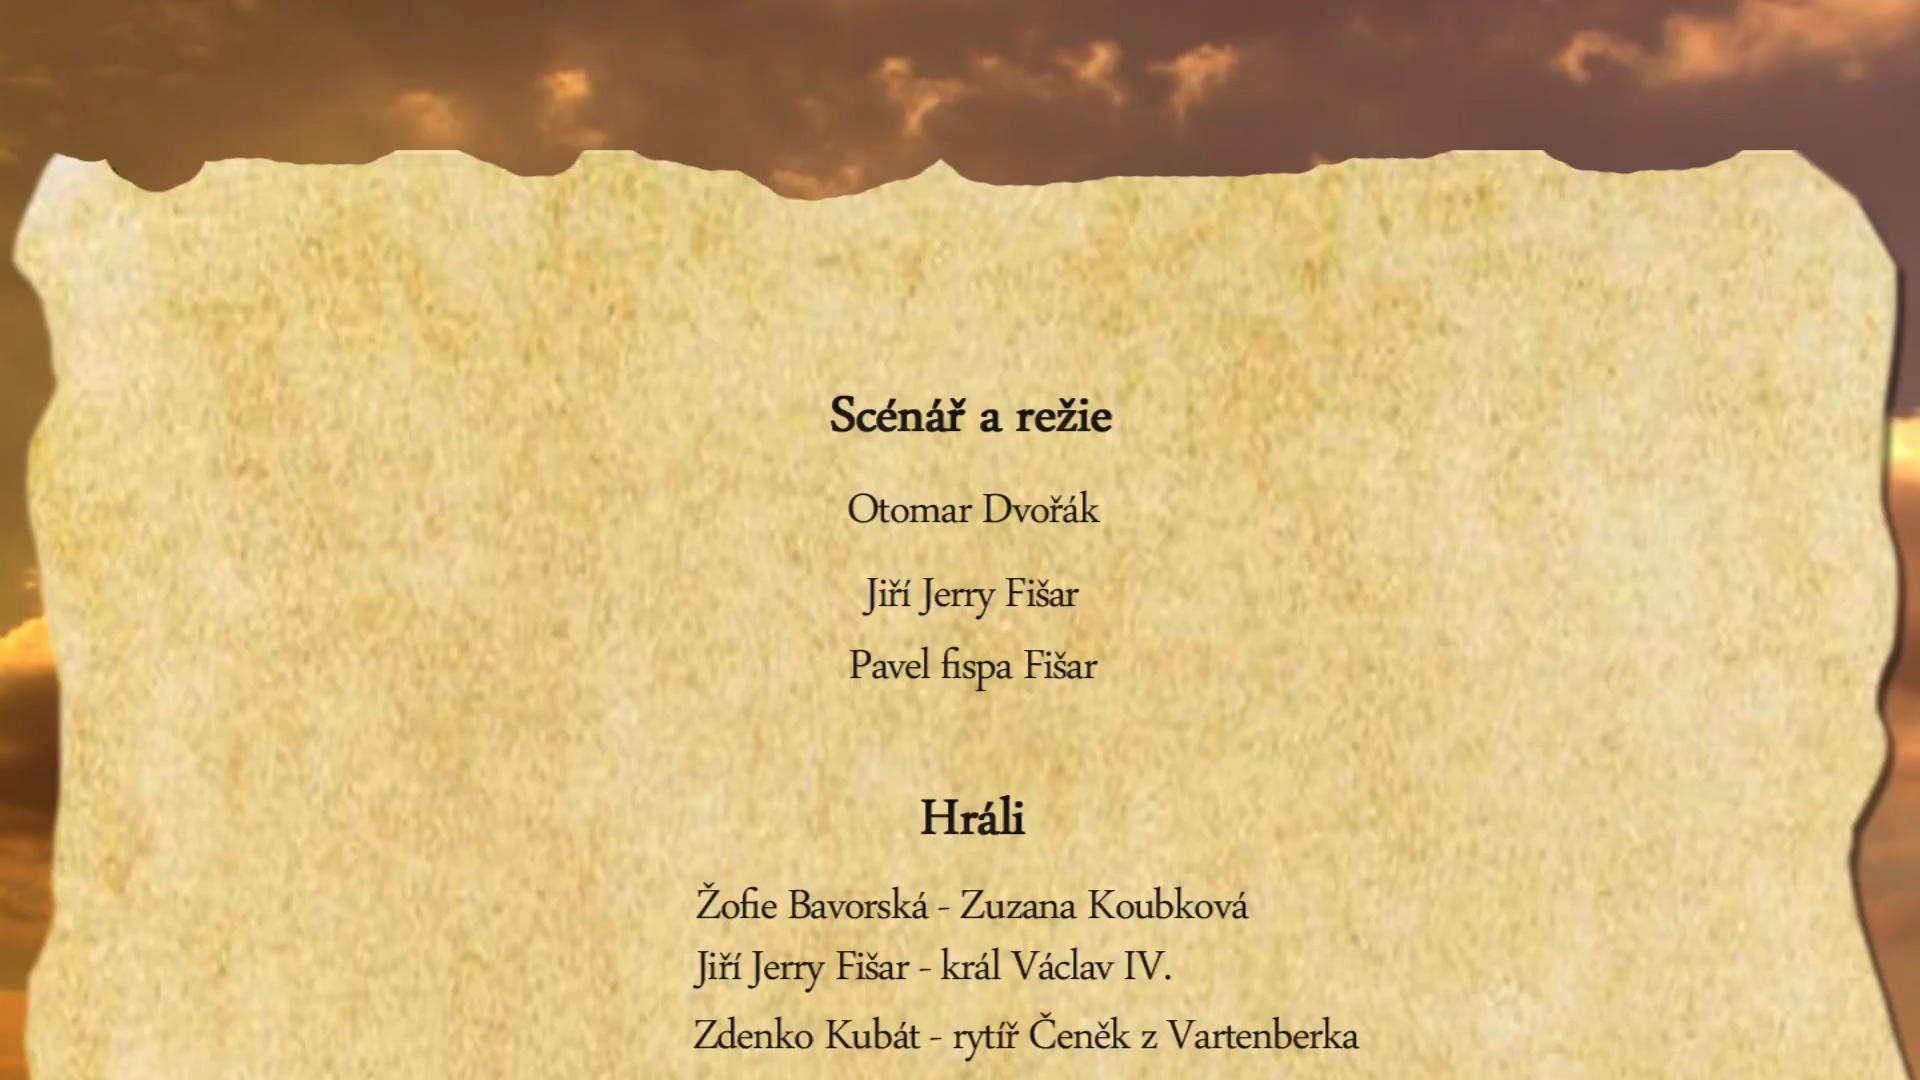 Scénář a režie
Otomar Dvořák
Jiří Jerry Fišar
Pavel fispa Fišar
Hráli
Žofie Bavorská - Zuzana Koubková
Jiří Jerry Fišar - král Václav IV.
Zdenko Kubát - rytíř Čeněk z Vartenberka